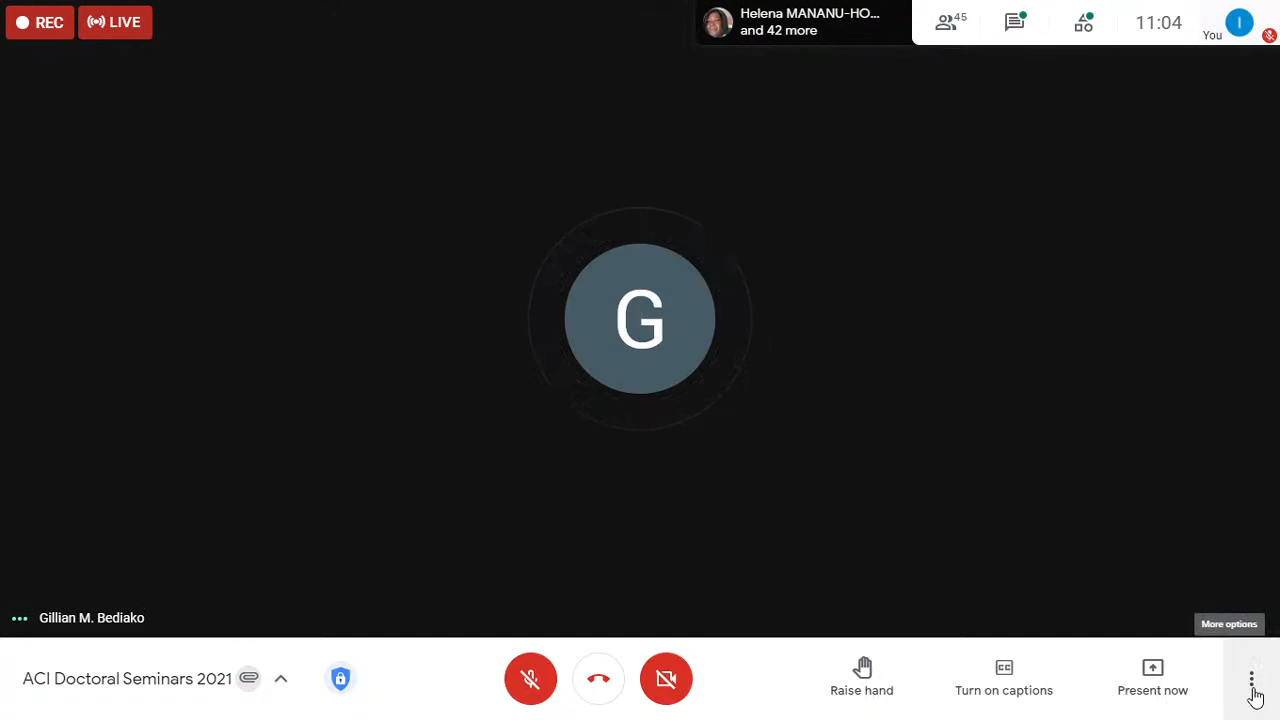 REC
LIVE
Helena MANANU-HO...
and 42 more
45
11:04
You
I
G
Gillian M. Bediako
More options
ACI Doctoral Seminars 2021
CC
Raise hand
Turn on captions
Present now